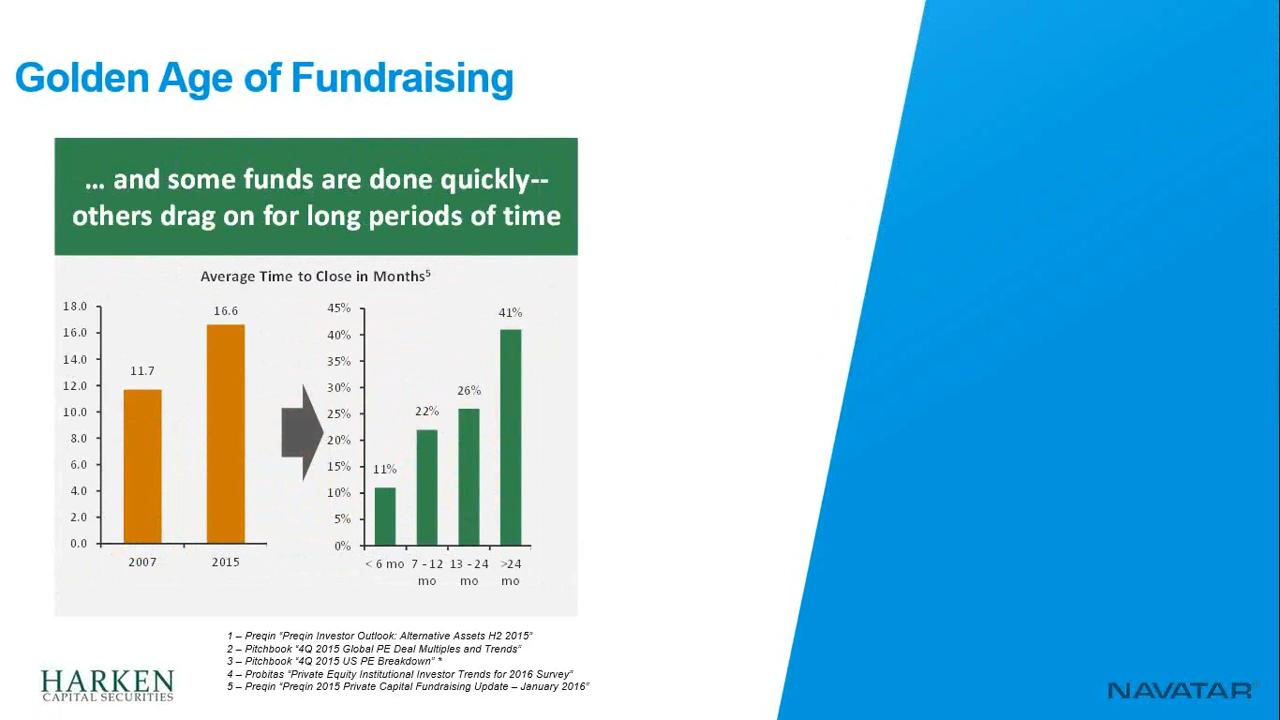 Golden Age of Fundraising
… and some funds are done quickly--
others drag on for long periods of time
Average Time to Close in Months5
18.0
16.0
14.0
12.0
10.0
8.0
6.0
4.0
2.0
0.0
11.7
16.6
2007
2015
45%
40%
35%
30%
25%
20%
15%
10%
5%
0%
11%
22%
26%
41%
< 6 mo
7 - 12
mo
13 - 24
mo
>24
mo
1 – Preqin “Preqin Investor Outlook: Alternative Assets H2 2015”
2 – Pitchbook “4Q 2015 Global PE Deal Multiples and Trends”
3 – Pitchbook “4Q 2015 US PE Breakdown” *
4 – Probitas “Private Equity Institutional Investor Trends for 2016 Survey”
5 – Preqin “Preqin 2015 Private Capital Fundraising Update – January 2016”
HARKEN
CAPITAL SECURITIES
NAVATAR